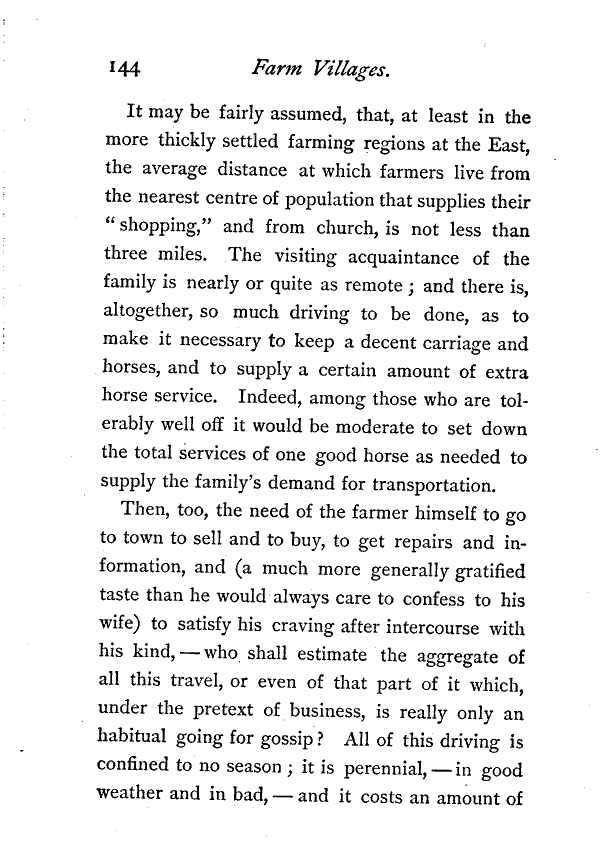 144 Farm Villages.
It may be fairly assumed, that, at least in the
more thickly settled farming regions at the East,
the average distance at which farmers live from
the nearest centre of population that supplies their
“shopping,” and from church, is not less than
three miles. The visiting acquaintance of the
family is nearly or quite as remote ; and there is,
altogether, so much driving to be done, as to
make it necessary to keep a decent carriage and
horses, and to supply a certain amount of extra
horse service. Indeed, among those who are tol-
erably well off it would be moderate to set down
the total services of one good horse as needed to
supply the family’s demand for transportation.
Then, too, the need of the farmer himself to go
to town to sell and to buy, to get repairs and in-
formation, and (a much more generally gratified
taste than he would always care to confess to his
wife) to satisfy his craving after intercourse with
his kind, — who shall estimate the aggregate of
all this travel, or even of that part of it which,
under the pretext of business, is really only an
habitual going for gossip? All of this driving is
confined to no season ; it is perennial, — in good
weather and in bad, — and it costs an amount of